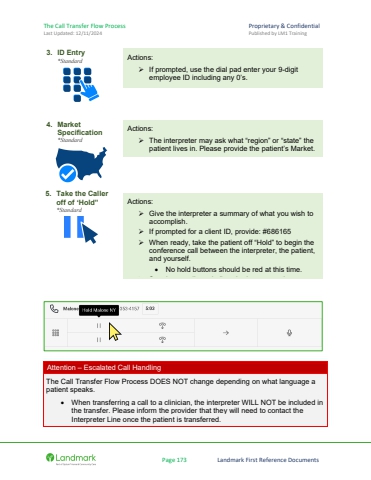 The Call Transfer Flow Process
Proprietary & Confidential
Last Updated: 12/11/2024
Published by LMI Training
3. ID Entry
*Standard
Actions:
➢ If prompted, use the dial pad enter your 9-digit
employee ID including any 0's.
4. Market
Specification
*Standard
Actions:
➢ The interpreter may ask what "region" or "state" the
patient lives in. Please provide the patient's Market.
5. Take the Caller
off of "Hold"
*Standard
Actions:
➢ Give the interpreter a summary of what you wish to
accomplish.
➢ If prompted for a client ID, provide: #686165
➢ When ready, take the patient off "Hold" to begin the
conference call between the interpreter, the patient,
and yourself.
• No hold buttons should be red at this time.
Hold Malone NY
5:02
Attention – Escalated Call Handling
The Call Transfer Flow Process DOES NOT change depending on what language a
patient speaks.
• When transferring a call to a clinician, the interpreter WILL NOT be included in
the transfer. Please inform the provider that they will need to contact the
Interpreter Line once the patient is transferred.
Landmark
Page 173
Landmark First Reference Documents